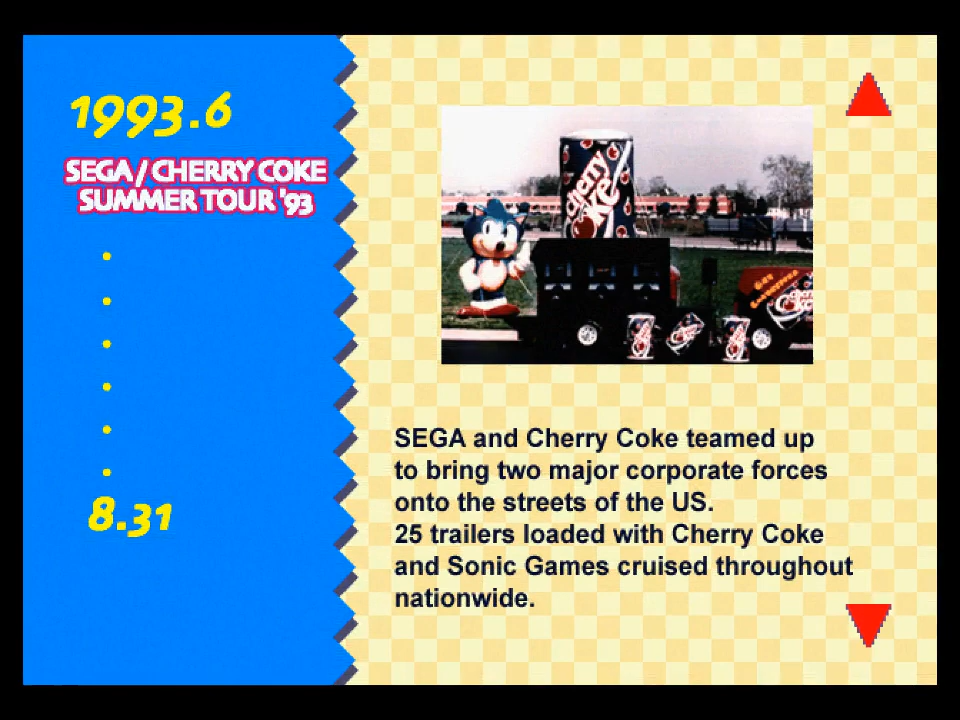 1993.6
SEGA/CHERRY COKE
SUMMER TOUR '93
8.31
cherry
Coke
SEGA and Cherry Coke teamed up
to bring two major corporate forces
onto the streets of the US.
25 trailers loaded with Cherry Coke
and Sonic Games cruised throughout
nationwide.